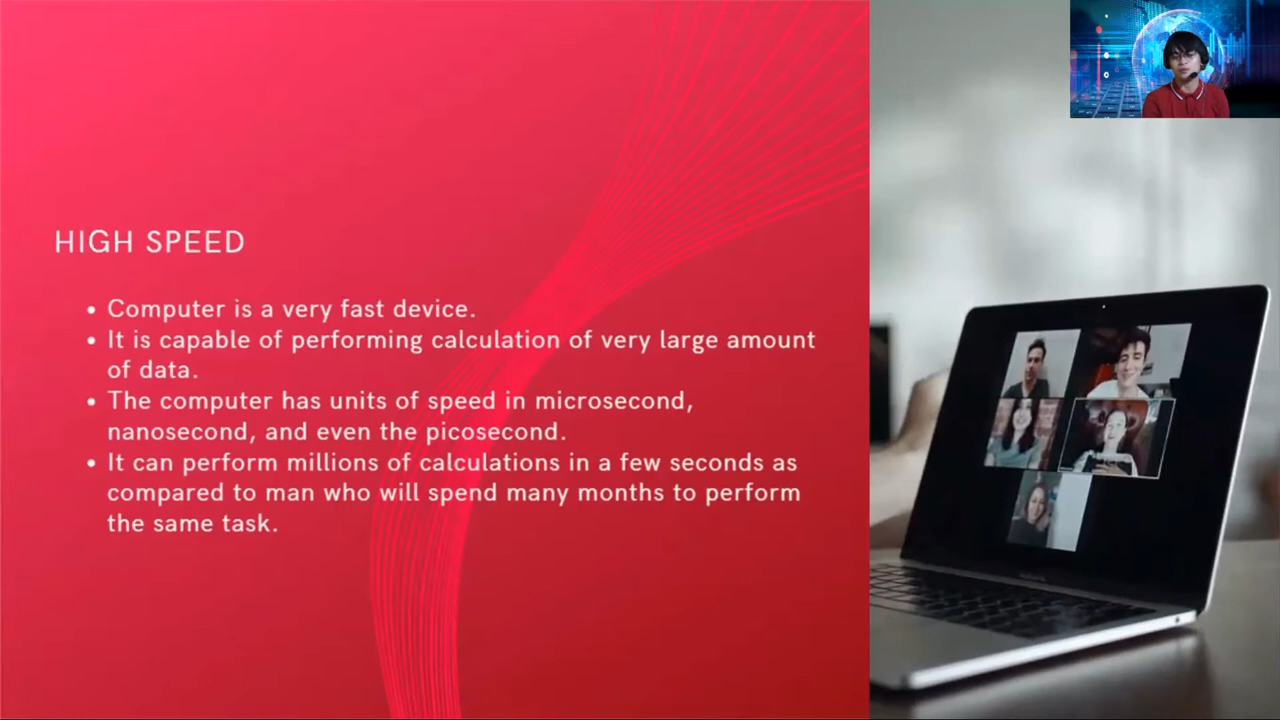 HIGH SPEED
• Computer is a very fast device.
• It is capable of performing calculation of very large amount
of data.
• The computer has units of speed in microsecond,
nanosecond, and even the picosecond.
• It can perform millions of calculations in a few seconds as
compared to man who will spend many months to perform
the same task.